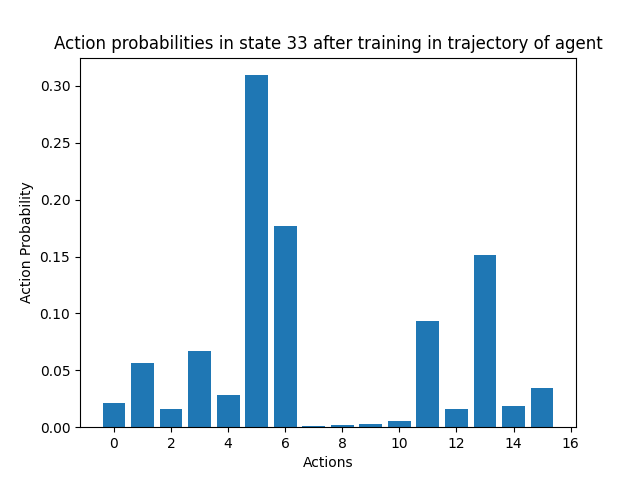 Action probabilities in state 33 after training in trajectory of agent
0.30
0.25
0.20
0.15
0.10
0.05
0.00
Action Probability
0 2 4 6 8 10 12 14 16
Actions